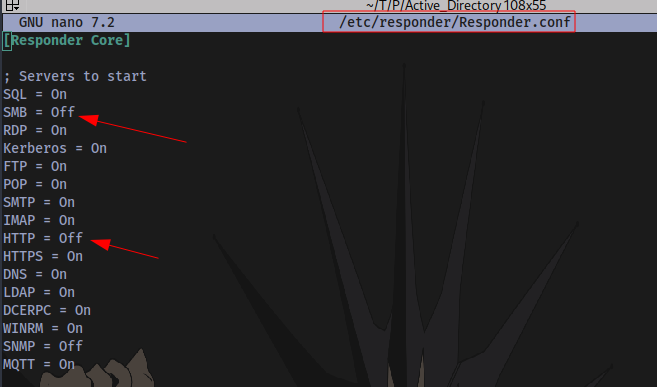 ~/T/P/Active_Directory 108x55
GNU nano 7.2 /etc/responder/Responder.conf
[Responder Core]
; Servers to start
SQL = On
SMB = Off
RDP = On
Kerberos = On
FTP = On
POP = On
SMTP = On
IMAP = On
HTTP = Off
HTTPS = On
DNS = On
LDAP = On
DCERPC = On
WINRM = On
SNMP = Off
MQTT = On